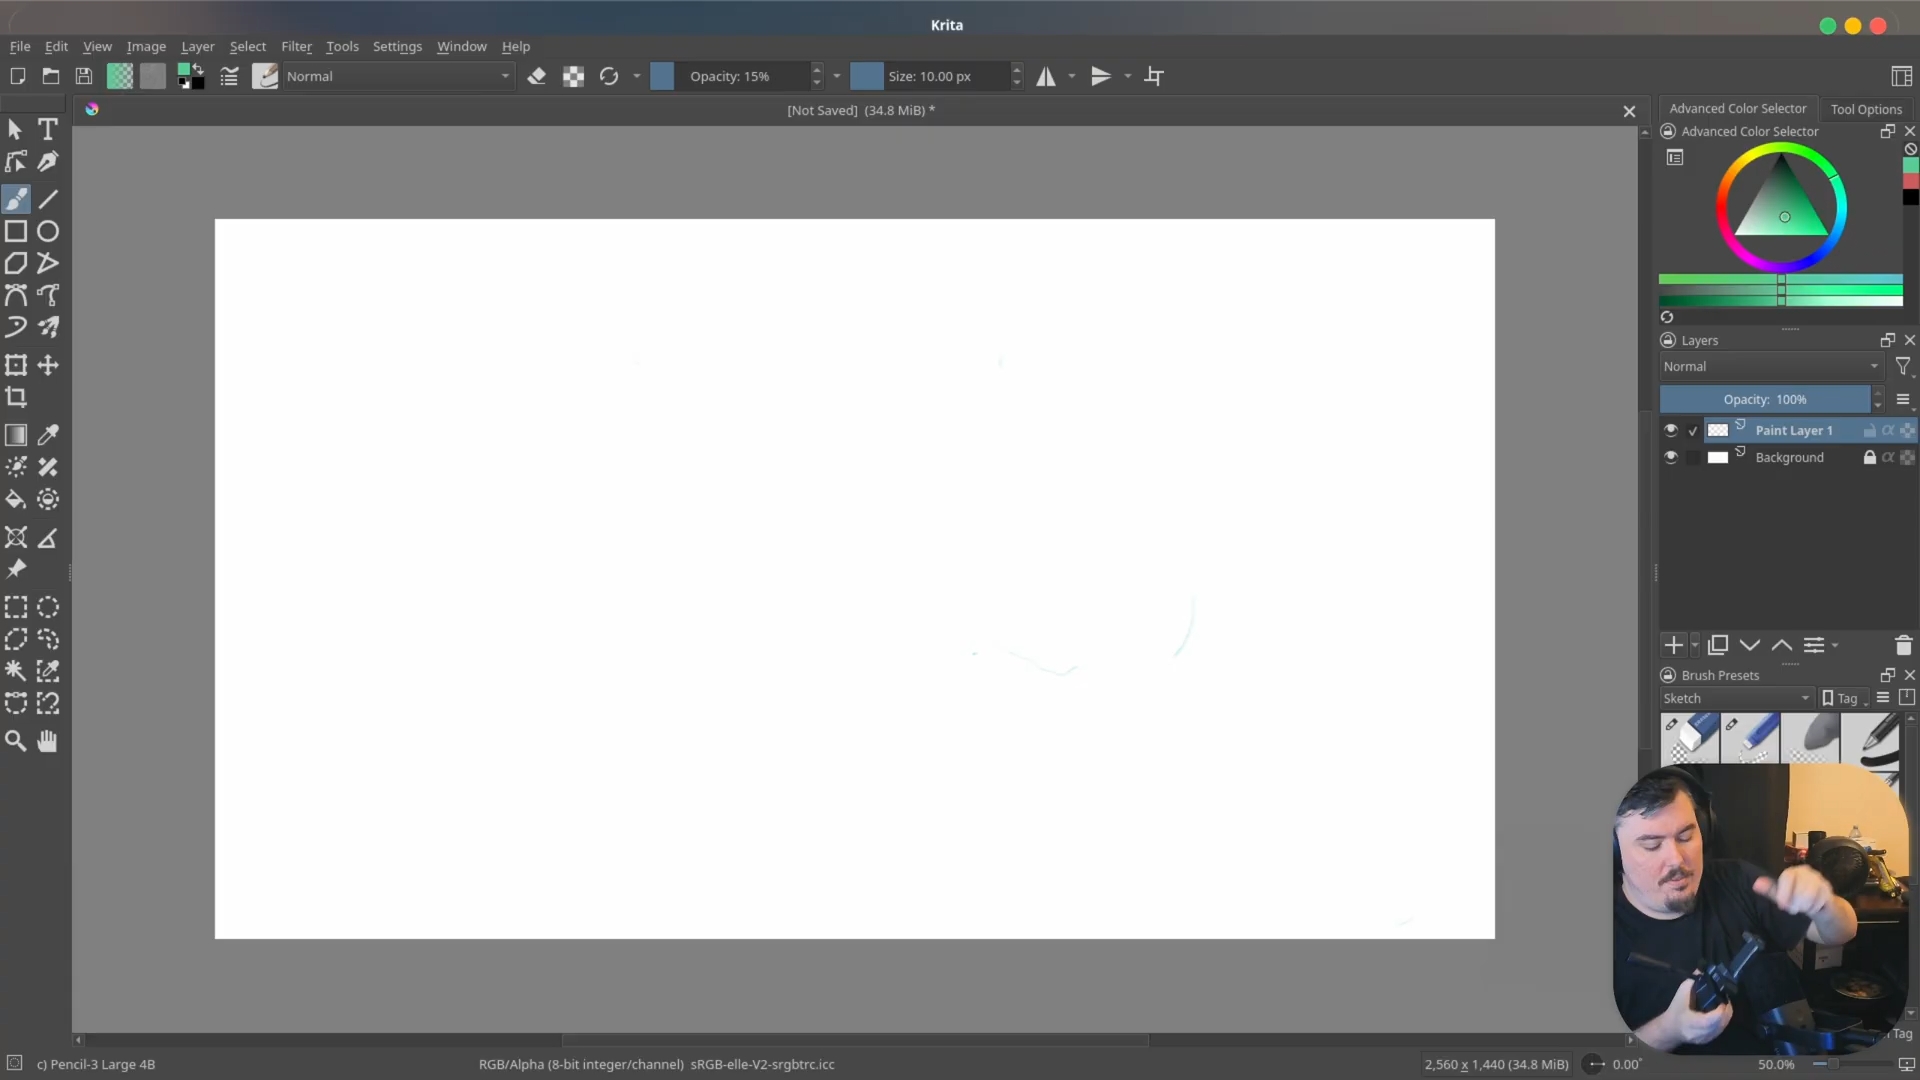 Krita
File Edit View Image Layer Select Filter Tools Settings Window Help
Normal Opacity: 15% Size: 10.00 px
[Not Saved] (34.8 MiB) *
Advanced Color Selector Tool Options
Advanced Color Selector
Layers
Normal
Opacity: 100%
Paint Layer 1
Background
Brush Presets
Sketch Tag
Tag
c) Pencil-3 Large 4B RGB/Alpha (8-bit integer/channel) sRGB-elle-V2-srgbtrc.icc 2,560 x 1,440 (34.8 MiB) 0.00° 50.0%